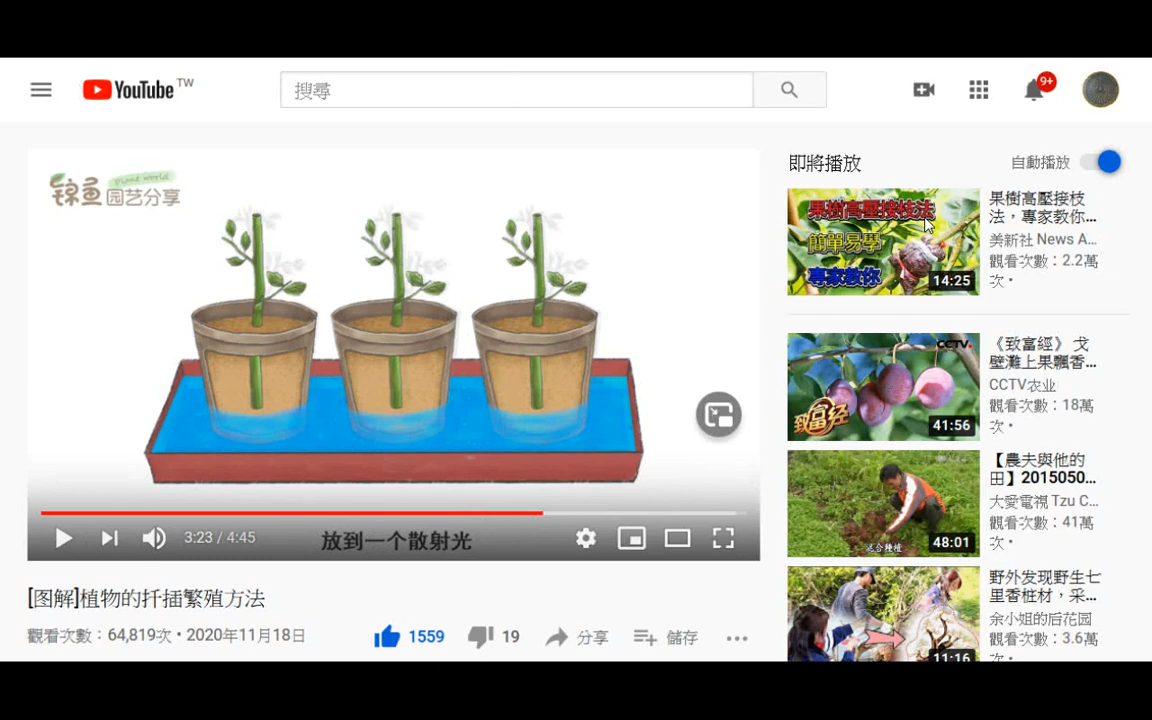 YouTube TW
搜尋
9+
锦鱼
plant world
园艺分享
3:23 / 4:45
放到一个散射光
[图解]植物的扦插繁殖方法
觀看次數：64,819次 • 2020年11月18日
1559
19
分享
儲存
即將播放
自動播放
果樹高壓接枝法
簡單易學
專家教你
14:25
果樹高壓接枝
法，專家教你...
美新社 News A...
觀看次數：2.2萬
次 •
CCTV.
致富经
41:56
《致富經》 戈
壁灘上果飄香...
CCTV农业
觀看次數：18萬
次 •
混合種植
48:01
【農夫與他的
田】2015050...
大愛電視 Tzu C...
觀看次數：41萬
次 •
11:16
野外发现野生七
里香桩材，采...
余小姐的后花园
觀看次數：3.6萬
次 •